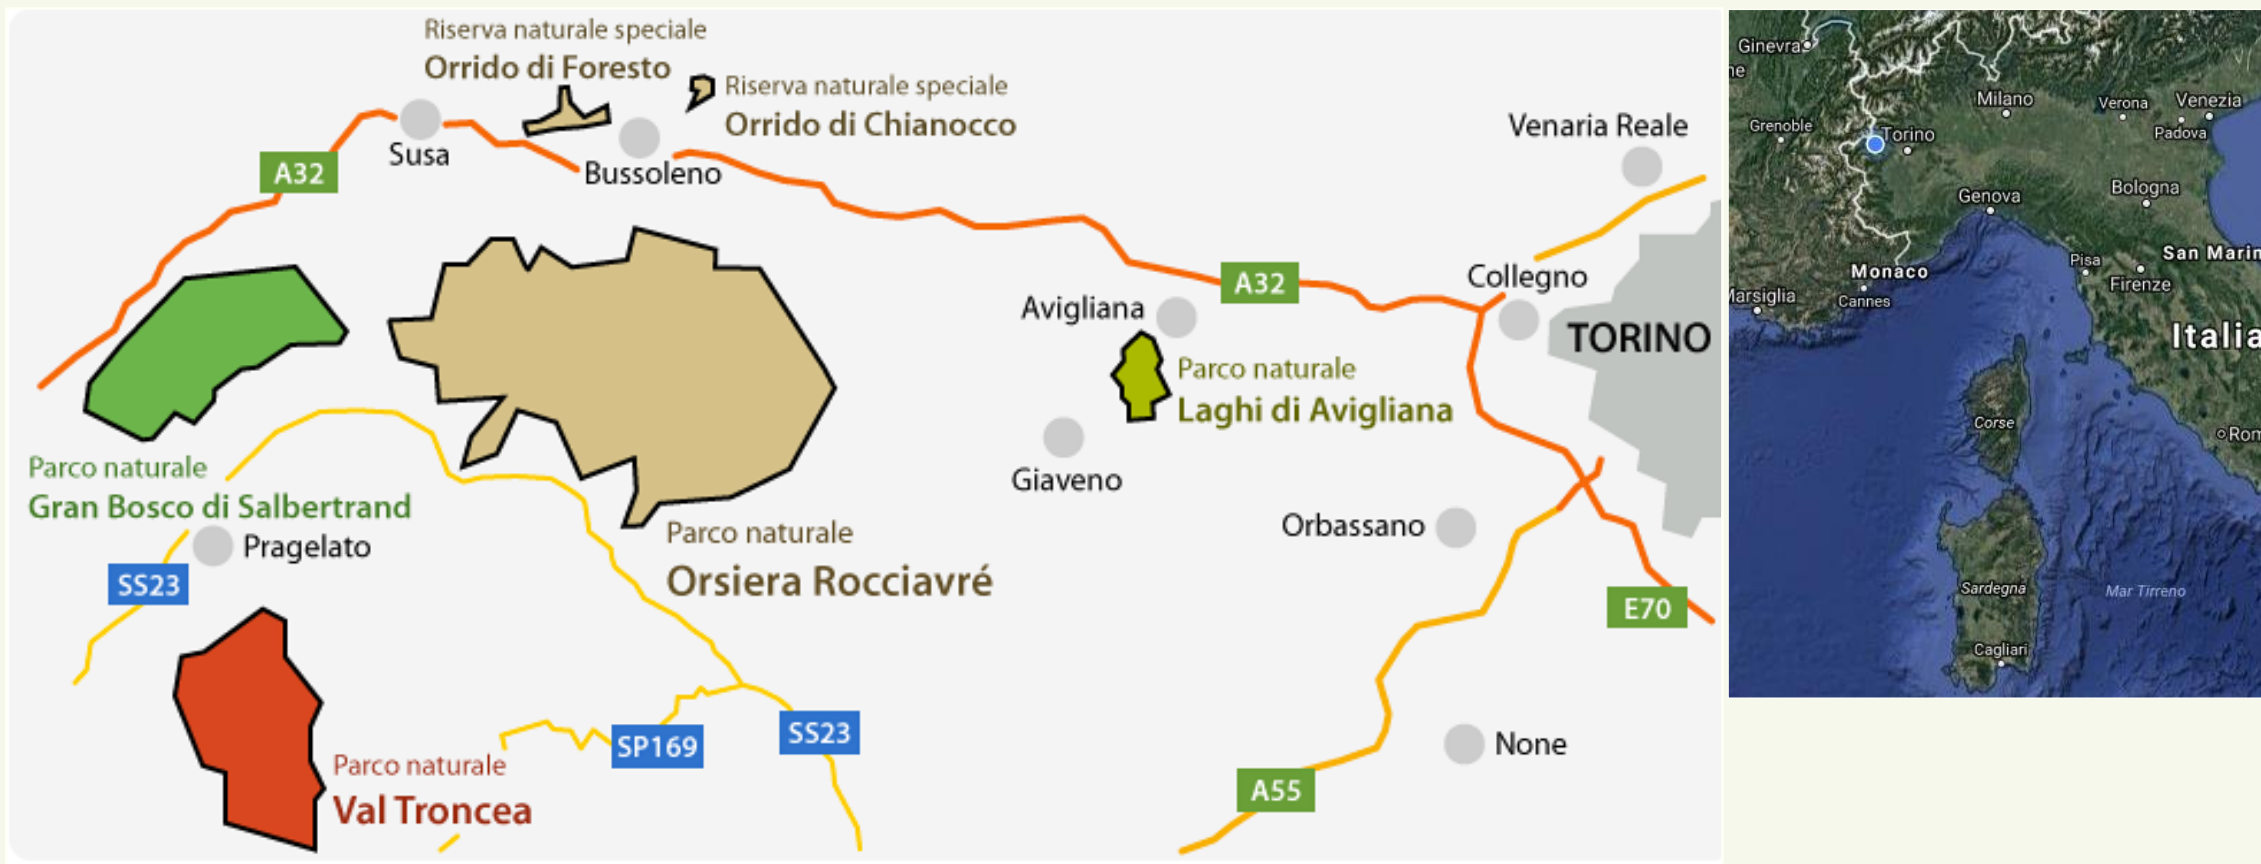 Riserva naturale speciale
Orrido di Foresto
Riserva naturale speciale
Orrido di Chianocco
Susa
A32
Bussoleno
Venaria Reale
Collegno
A32
Avigliana
TORINO
Parco naturale
Laghi di Avigliana
Giaveno
Parco naturale
Gran Bosco di Salbertrand
Pragelato
SS23
Orbassano
Parco naturale
Orsiera Rocciavré
E70
SP169
SS23
None
Parco naturale
Val Troncea
A55
Ginevra
ne
Milano
Verona
Venezia
Grenoble
Torino
Padova
Bologna
Genova
San Marin
Pisa
Monaco
Firenze
Marsiglia
Cannes
Italia
Corse
Rom
Sardegna
Mar Tirreno
Cagliari